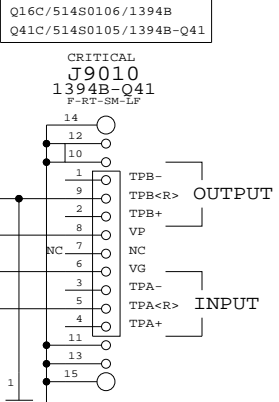 Q16C/514S0106/1394B
Q41C/514S0105/1394B-Q41
CRITICAL
J9010
1394B-Q41
F-RT-SM-LF
14
12
10
1 TPB-
9 TPB<R> OUTPUT
2 TPB+
8 VP
NC 7 NC
6 VG
3 TPA-
5 TPA<R> INPUT
4 TPA+
11
13
15
1